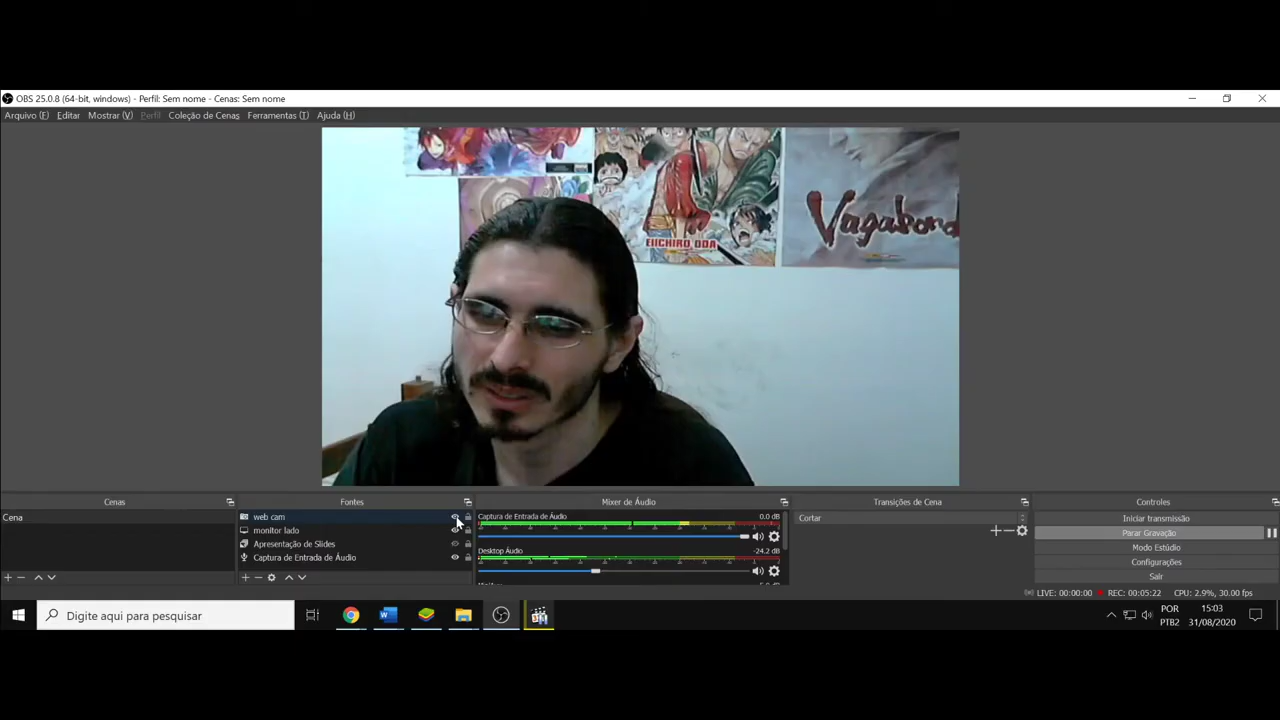 OBS 25.0.8 (64-bit, windows) - Perfil: Sem nome - Cenas: Sem nome
Arquivo (F) Editar Mostrar (V) Perfil Coleção de Cenas Ferramentas (T) Ajuda (H)
EIICHIRO ODA
Vagabond
Cenas
Fontes
Mixer de Áudio
Transições de Cena
Controles
Cena
web cam
monitor lado
Apresentação de Slides
Captura de Entrada de Áudio
Captura de Entrada de Áudio 0.0 dB
Desktop Áudio -24.2 dB
Cortar
Iniciar transmissão
Parar Gravação
Modo Estúdio
Configurações
Sair
LIVE: 00:00:00 REC: 00:05:22 CPU: 2.9%, 30.00 fps
Digite aqui para pesquisar
POR
PTB2
15:03
31/08/2020